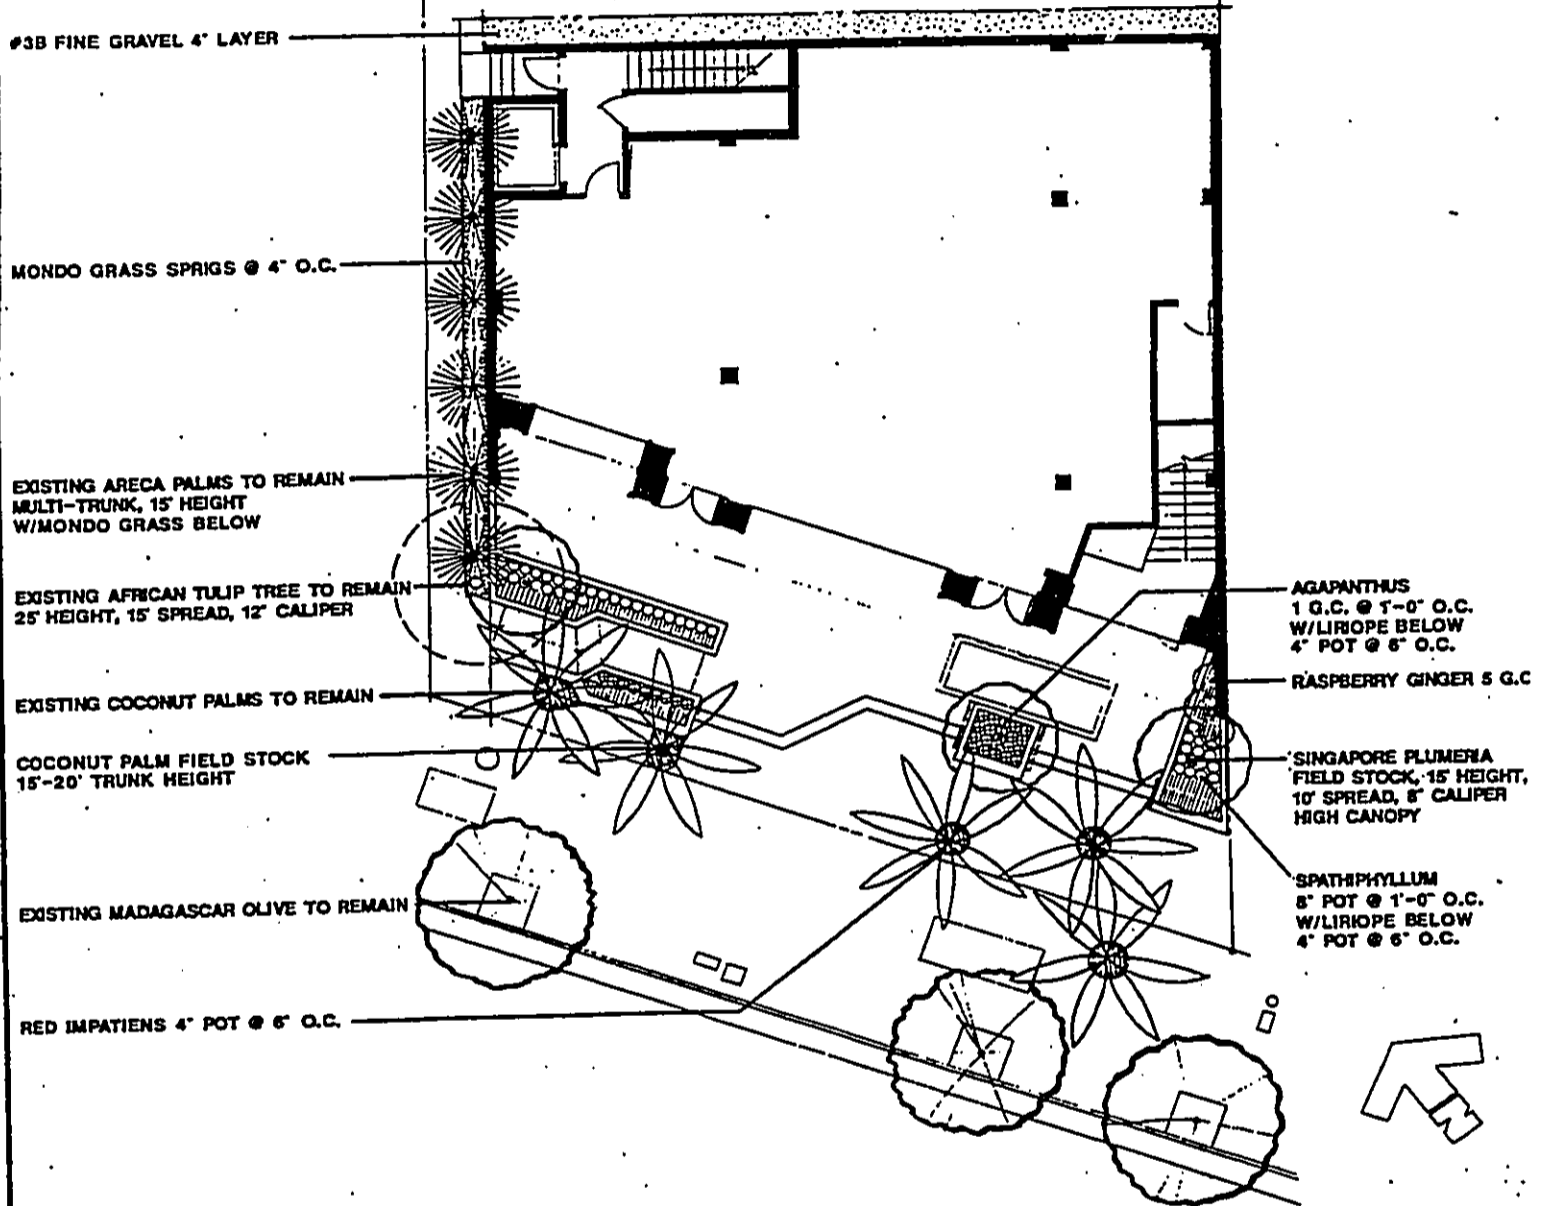 #3B FINE GRAVEL 4" LAYER
MONDO GRASS SPRIGS @ 4" O.C.
EXISTING ARECA PALMS TO REMAIN
MULTI-TRUNK, 15' HEIGHT
W/MONDO GRASS BELOW
EXISTING AFRICAN TULIP TREE TO REMAIN
25' HEIGHT, 15' SPREAD, 12" CALIPER
EXISTING COCONUT PALMS TO REMAIN
COCONUT PALM FIELD STOCK
15'-20' TRUNK HEIGHT
EXISTING MADAGASCAR OLIVE TO REMAIN
RED IMPATIENS 4" POT @ 6" O.C.
AGAPANTHUS
1 G.C. @ 1'-0" O.C.
W/LIRIOPE BELOW
4" POT @ 6" O.C.
RASPBERRY GINGER 5 G.C
SINGAPORE PLUMERIA
FIELD STOCK, 15' HEIGHT,
10' SPREAD, 8" CALIPER
HIGH CANOPY
SPATHIPHYLLUM
8" POT @ 1'-0" O.C.
W/LIRIOPE BELOW
4" POT @ 6" O.C.
N